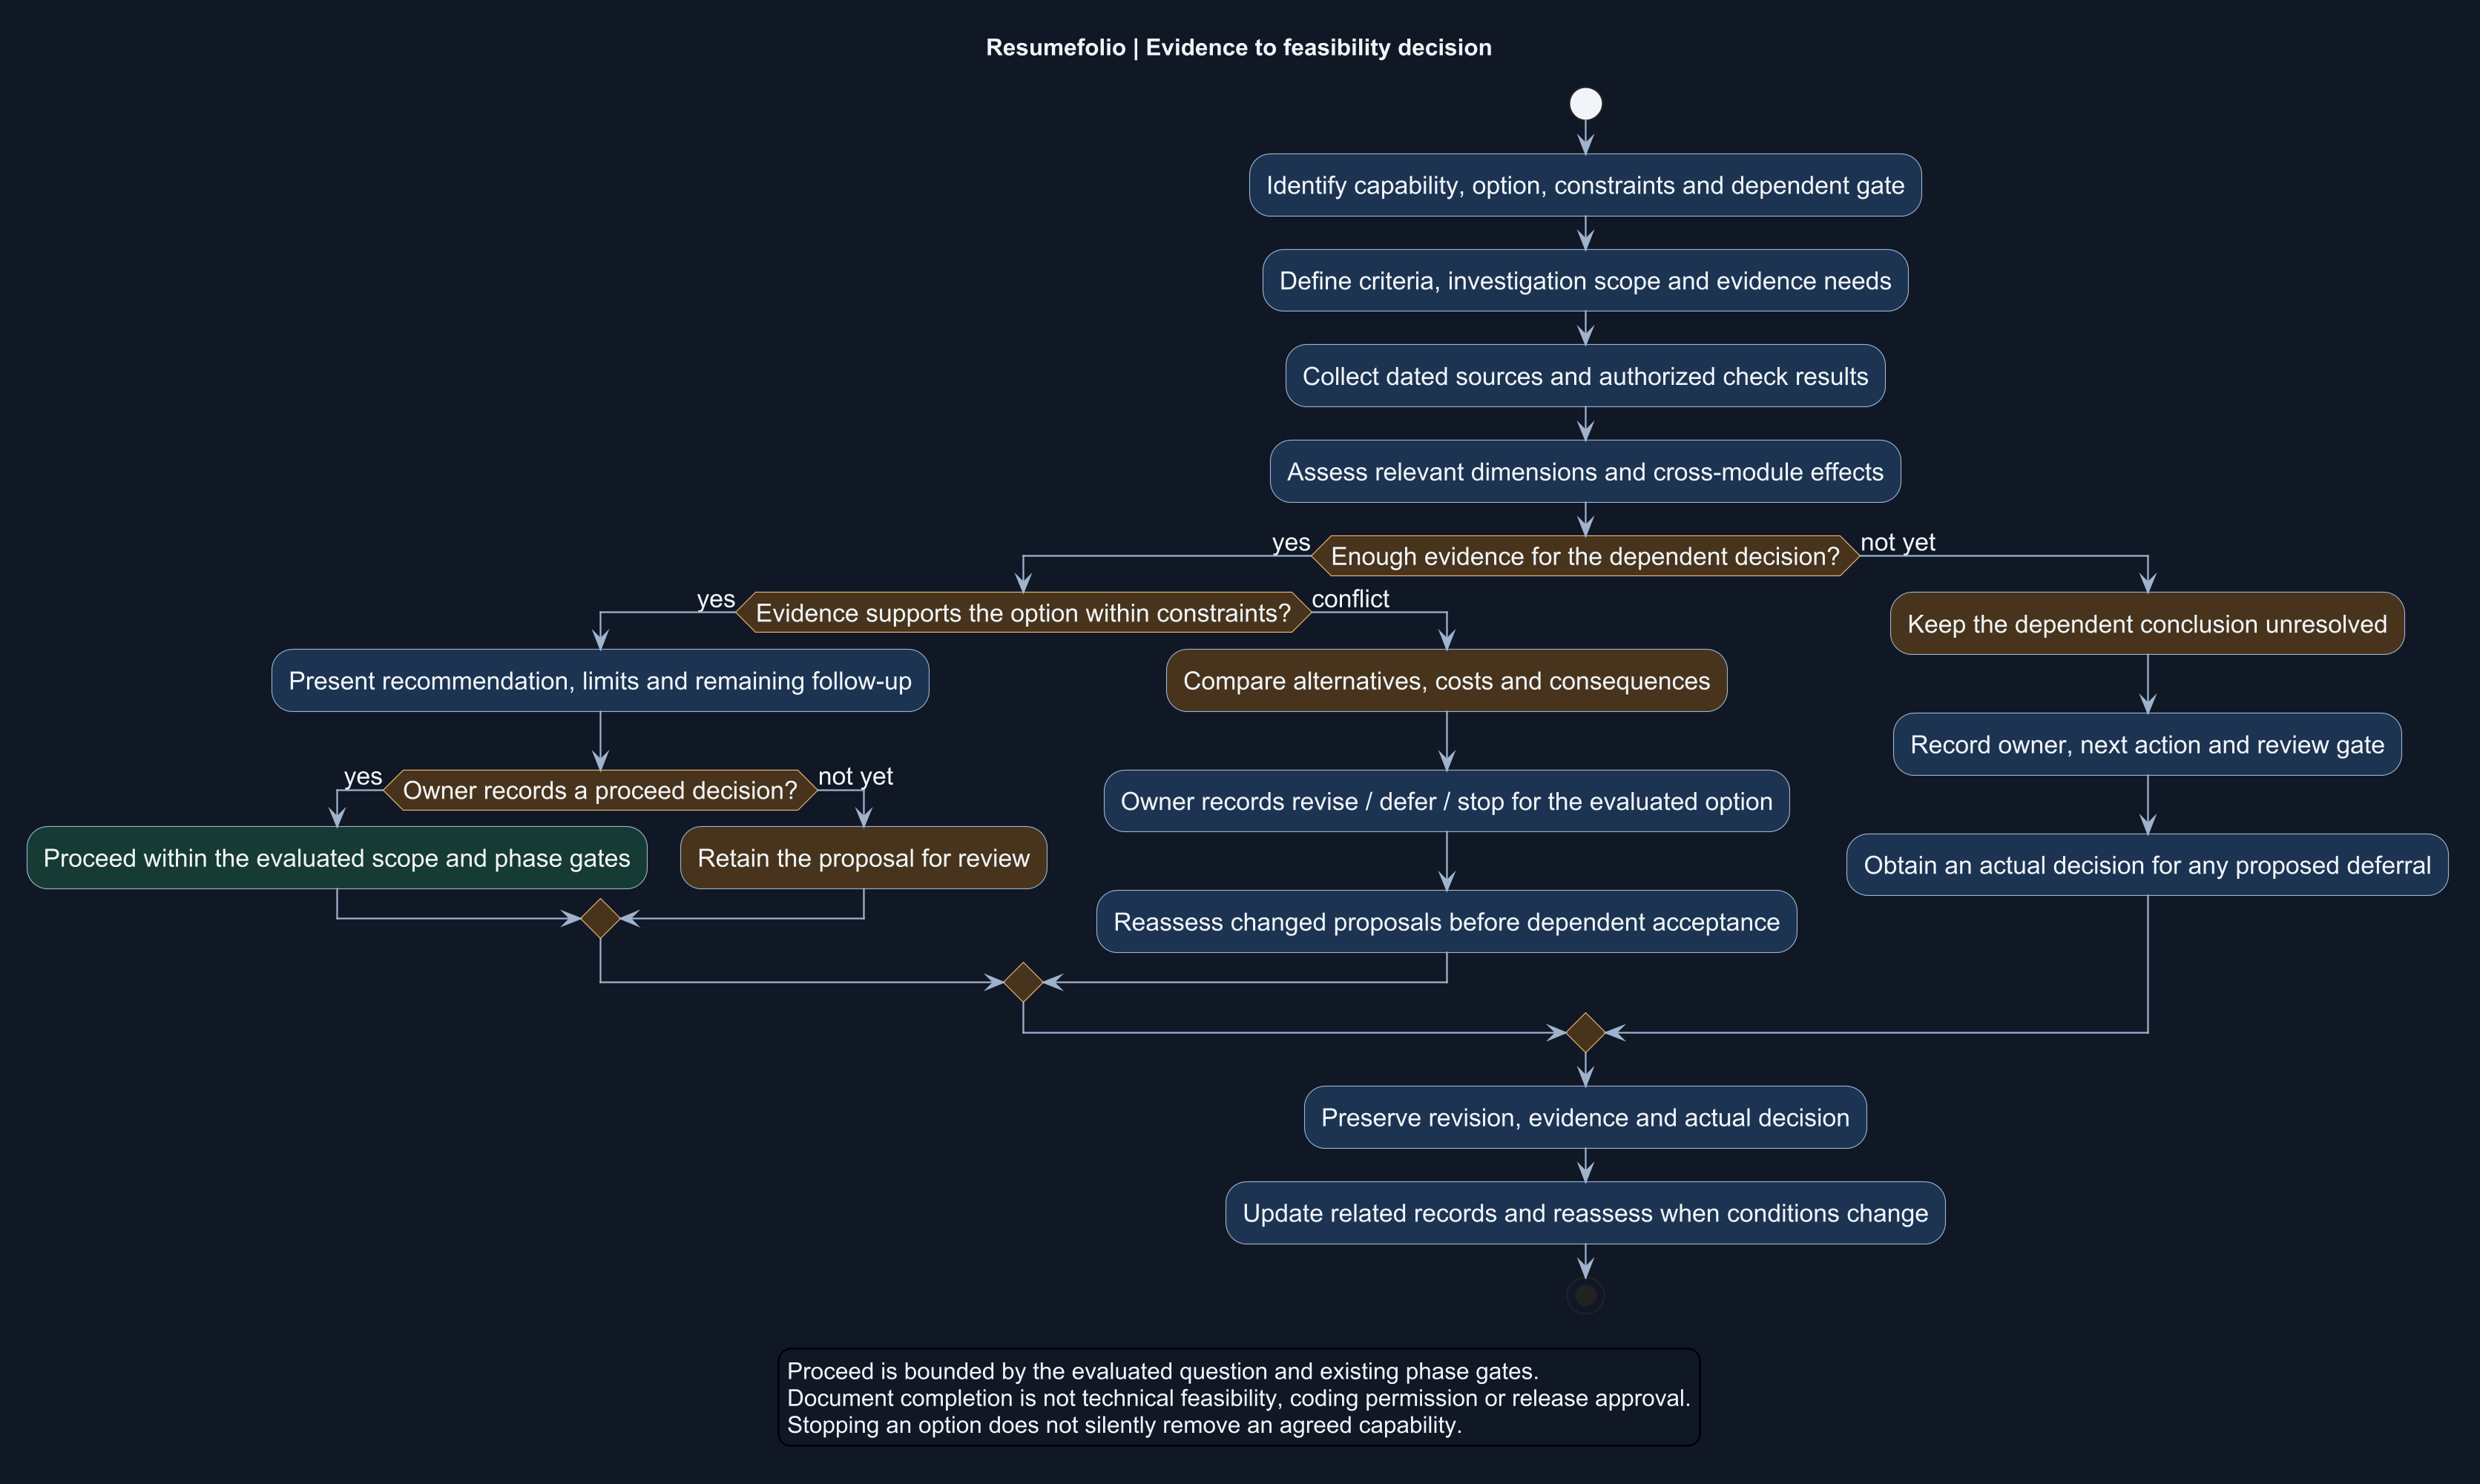 Resumefolio | Evidence to feasibility decision
Identify capability, option, constraints and dependent gate
Define criteria, investigation scope and evidence needs
Collect dated sources and authorized check results
Assess relevant dimensions and cross-module effects
yes
Enough evidence for the dependent decision?
not yet
yes
Evidence supports the option within constraints?
conflict
Keep the dependent conclusion unresolved
Present recommendation, limits and remaining follow-up
Compare alternatives, costs and consequences
Record owner, next action and review gate
yes
Owner records a proceed decision?
not yet
Owner records revise / defer / stop for the evaluated option
Proceed within the evaluated scope and phase gates
Retain the proposal for review
Obtain an actual decision for any proposed deferral
Reassess changed proposals before dependent acceptance
Preserve revision, evidence and actual decision
Update related records and reassess when conditions change
Proceed is bounded by the evaluated question and existing phase gates.
Document completion is not technical feasibility, coding permission or release approval.
Stopping an option does not silently remove an agreed capability.